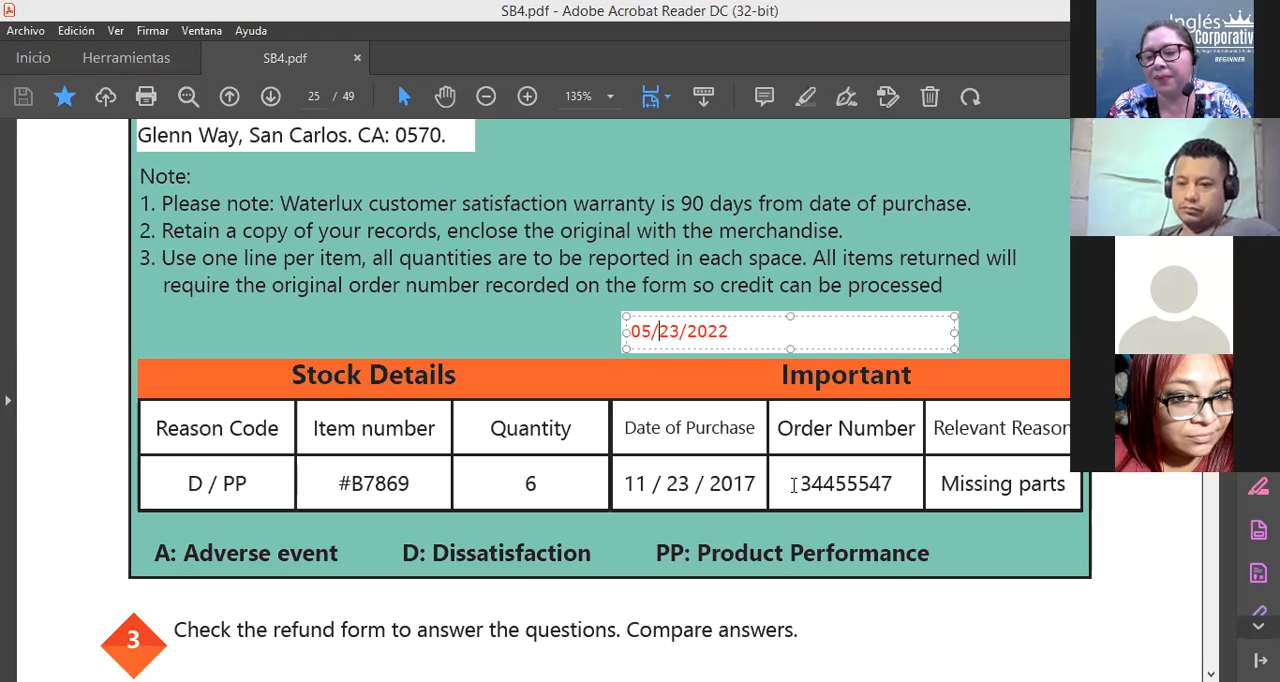 SB4.pdf - Adobe Acrobat Reader DC (32-bit)
Archivo Edición Ver Firmar Ventana Ayuda
Inicio Herramientas SB4.pdf ×
25 / 49 135%
Inglés
Corporativ
BEGINNER
Glenn Way, San Carlos. CA: 0570.
Note:
1. Please note: Waterlux customer satisfaction warranty is 90 days from date of purchase.
2. Retain a copy of your records, enclose the original with the merchandise.
3. Use one line per item, all quantities are to be reported in each space. All items returned will
require the original order number recorded on the form so credit can be processed
05/23/2022
Stock Details Important
Reason Code Item number Quantity Date of Purchase Order Number Relevant Reason
D / PP #B7869 6 11 / 23 / 2017 34455547 Missing parts
A: Adverse event D: Dissatisfaction PP: Product Performance
3 Check the refund form to answer the questions. Compare answers.